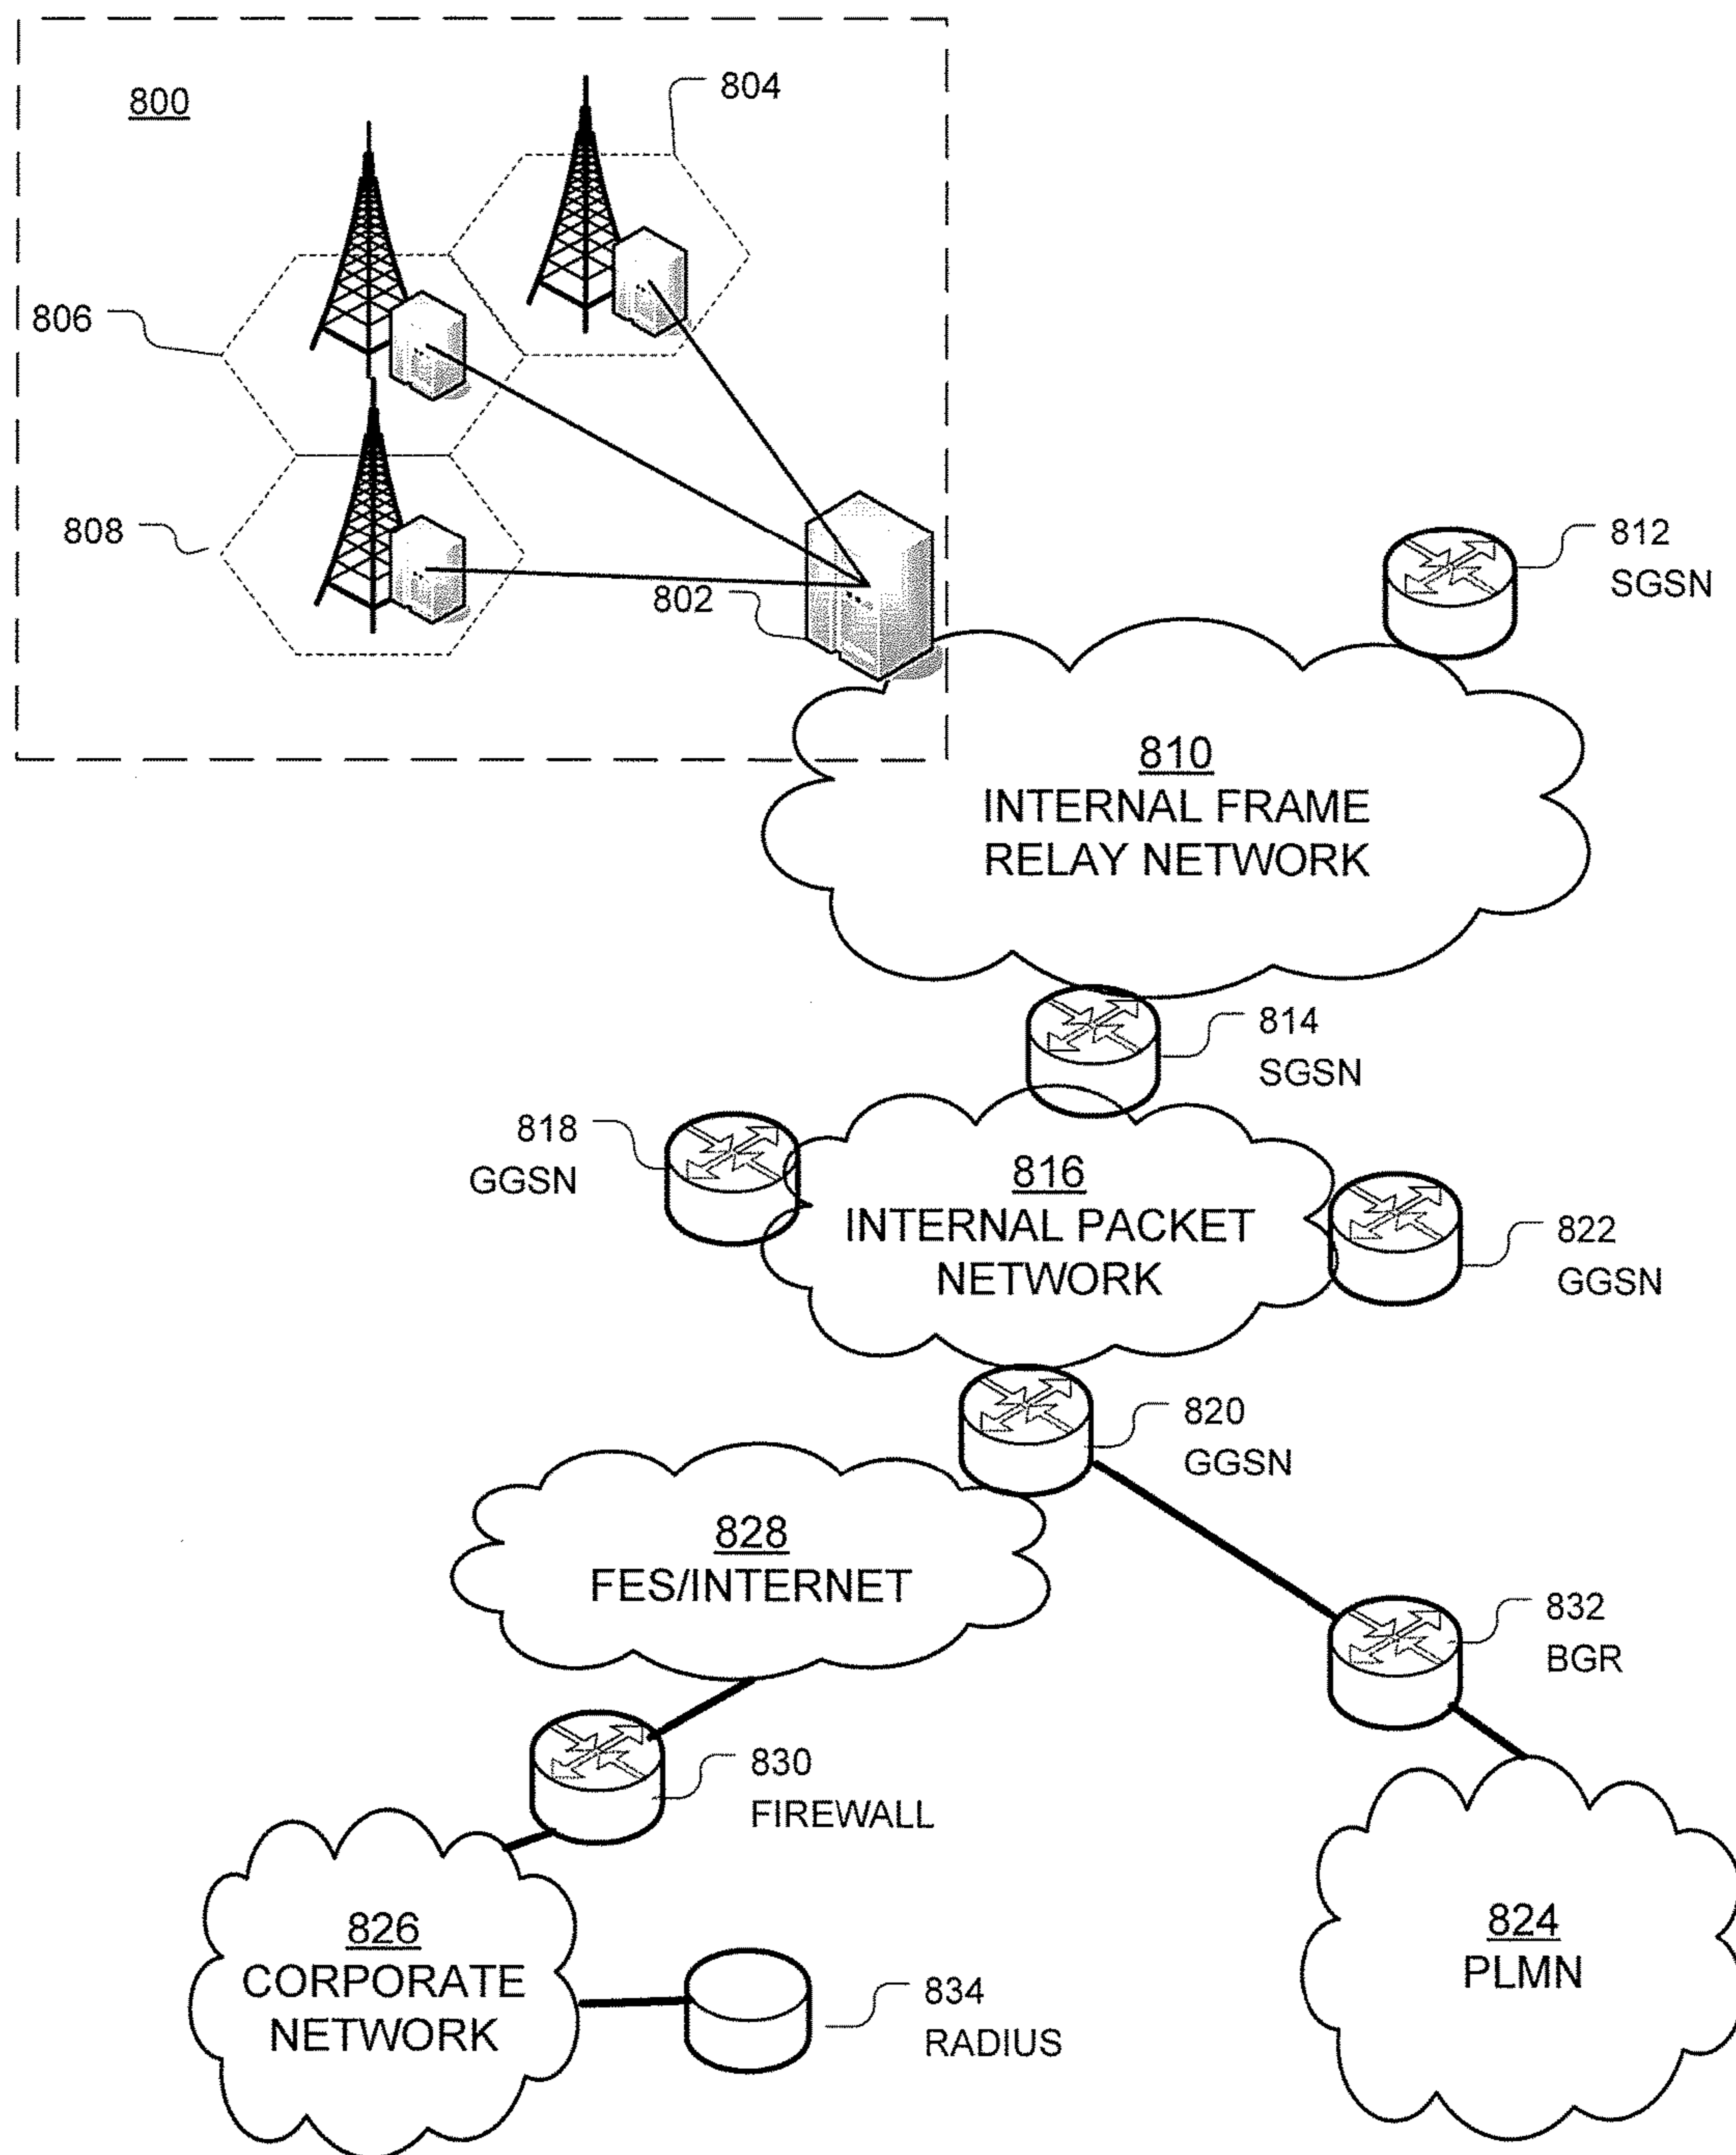 800
804
806
808
802
812
SGSN
810
INTERNAL FRAME
RELAY NETWORK
814
SGSN
818
GGSN
816
INTERNAL PACKET
NETWORK
822
GGSN
820
GGSN
828
FES/INTERNET
832
BGR
830
FIREWALL
826
CORPORATE
NETWORK
824
PLMN
834
RADIUS